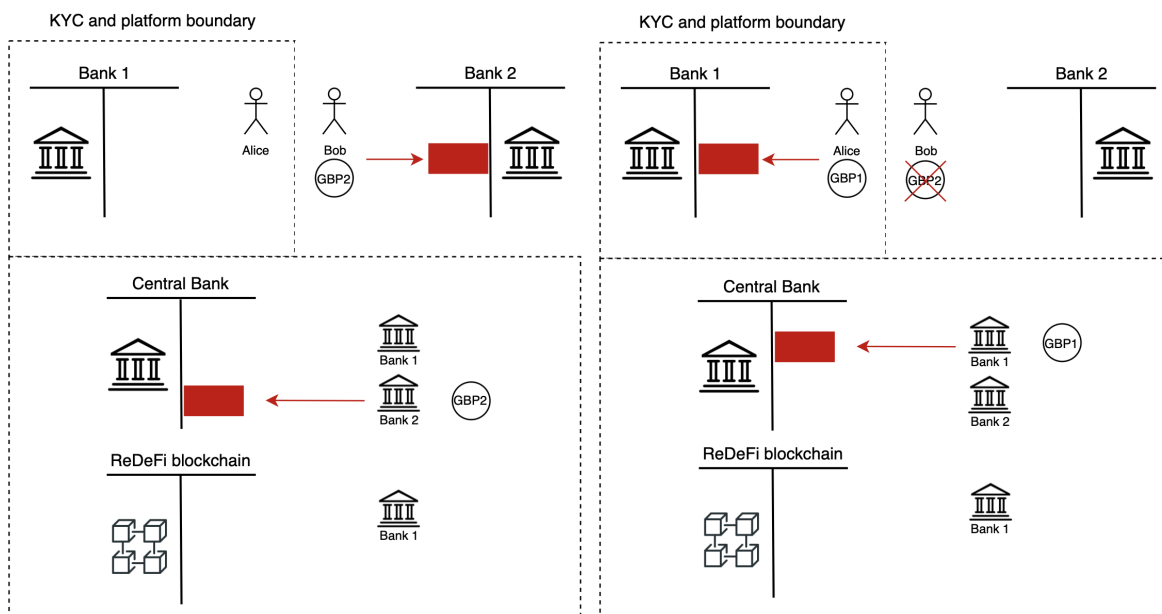 KYC and platform boundary
Bank 1
Bank 2
Alice
Bob
GBP2
Central Bank
Bank 1
Bank 2
GBP2
ReDeFi blockchain
Bank 1
KYC and platform boundary
Bank 1
Bank 2
Alice
Bob
GBP1
GBP2
Central Bank
GBP1
Bank 1
Bank 2
ReDeFi blockchain
Bank 1